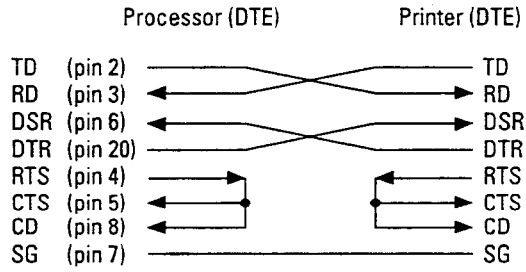 Processor (DTE) Printer (DTE)
TD (pin 2) TD
RD (pin 3) RD
DSR (pin 6) DSR
DTR (pin 20) DTR
RTS (pin 4) RTS
CTS (pin 5) CTS
CD (pin 8) CD
SG (pin 7) SG